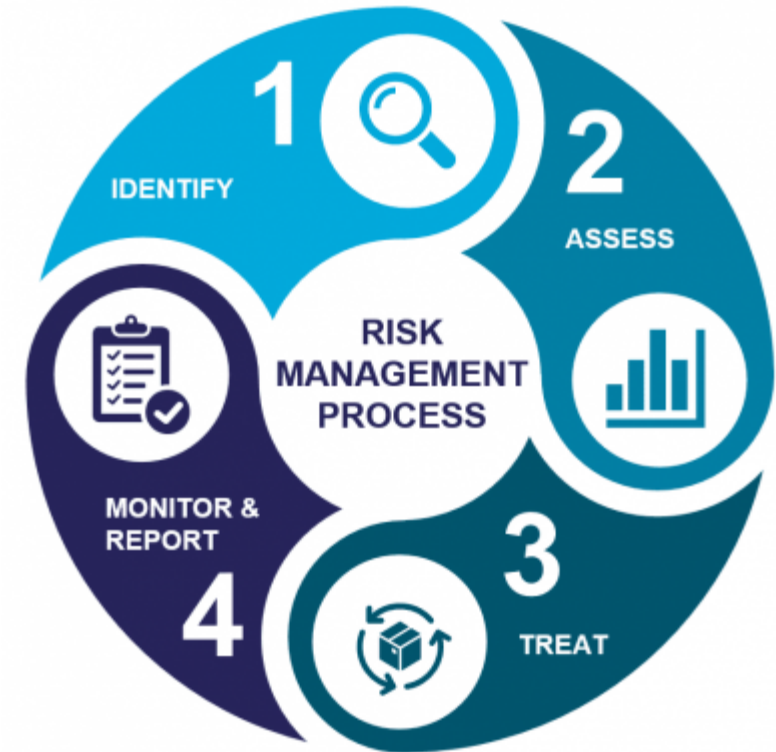 RISK
MANAGEMENT
PROCESS
1
IDENTIFY
2
ASSESS
3
TREAT
MONITOR &
REPORT
4